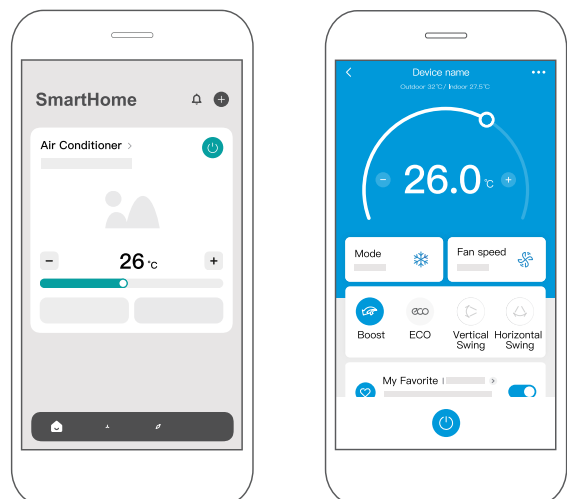 SmartHome
Air Conditioner >
− 26 °C +
Device name
Outdoor 32℃/ Indoor 27.5℃
− 26.0 ℃ +
Mode
Fan speed
eco
Boost
ECO
Vertical Swing
Horizontal Swing
My Favorite